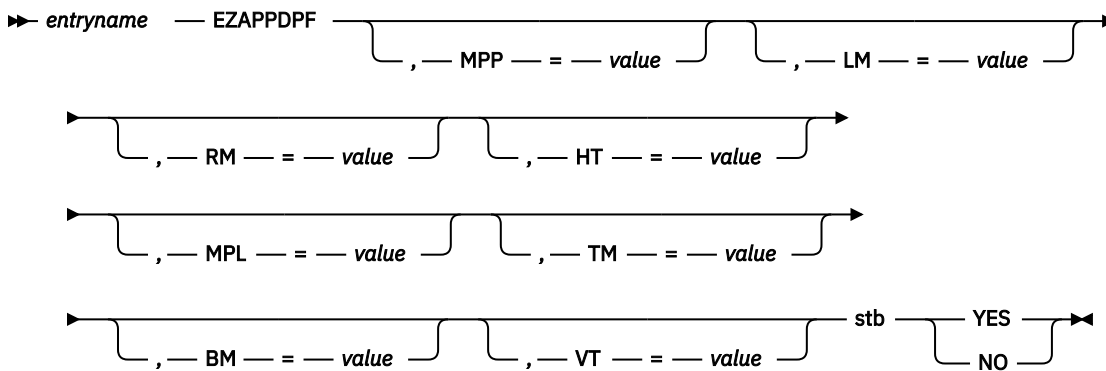 entryname EZAPPDPF
, MPP = value , LM = value
, RM = value , HT = value
, MPL = value , TM = value
stb YES
, BM = value , VT = value NO